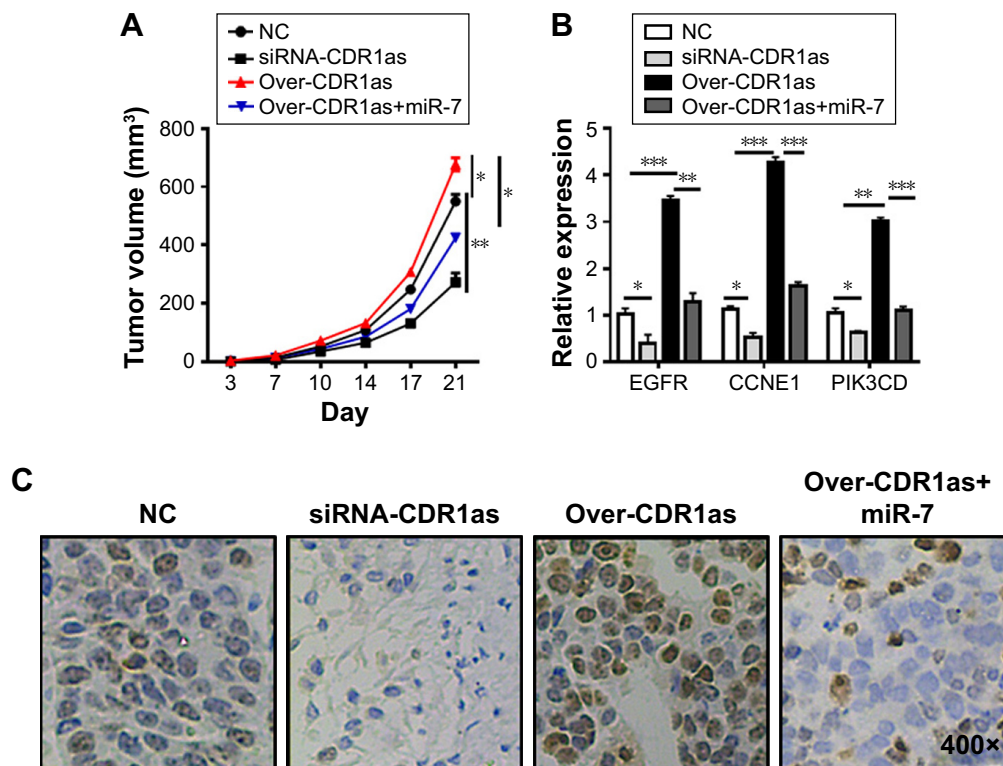 A
NC
siRNA-CDR1as
Over-CDR1as
Over-CDR1as+miR-7
Tumor volume (mm³)
800
600
400
200
0
3 7 10 14 17 21
Day
*
*
**
B
NC
siRNA-CDR1as
Over-CDR1as
Over-CDR1as+miR-7
Relative expression
5
4
3
2
1
0
*** ***
*** ** ** ***
* * *
EGFR CCNE1 PIK3CD
C
NC
siRNA-CDR1as
Over-CDR1as
Over-CDR1as+
miR-7
400×